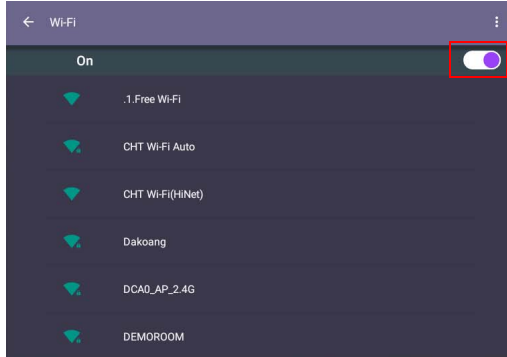 Wi-Fi
On
.1.Free Wi-Fi
CHT Wi-Fi Auto
CHT Wi-Fi(HiNet)
Dakoang
DCA0_AP_2.4G
DEMOROOM